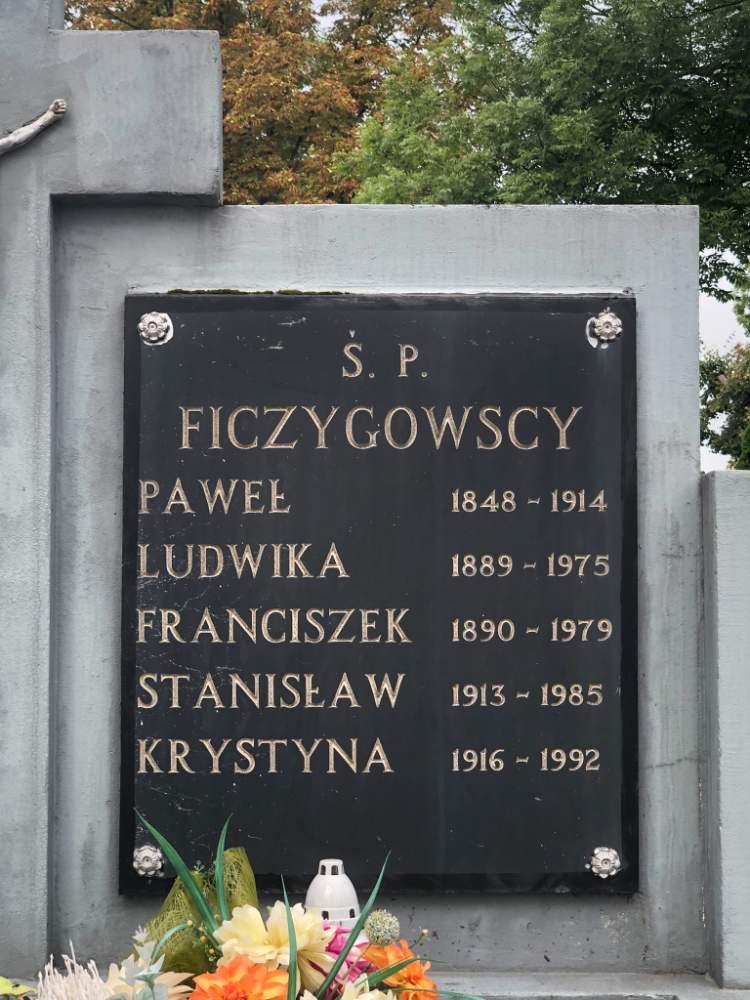 Ś. P.
FICZYGOWSCY
PAWEŁ 1848 - 1914
LUDWIKA 1889 - 1975
FRANCISZEK 1890 - 1979
STANISŁAW 1913 - 1985
KRYSTYNA 1916 - 1992